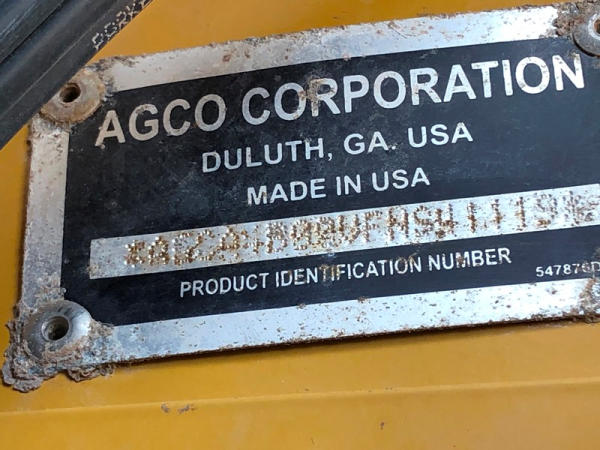 AGCO CORPORATION
DULUTH, GA. USA
MADE IN USA
PRODUCT IDENTIFICATION NUMBER
547876D